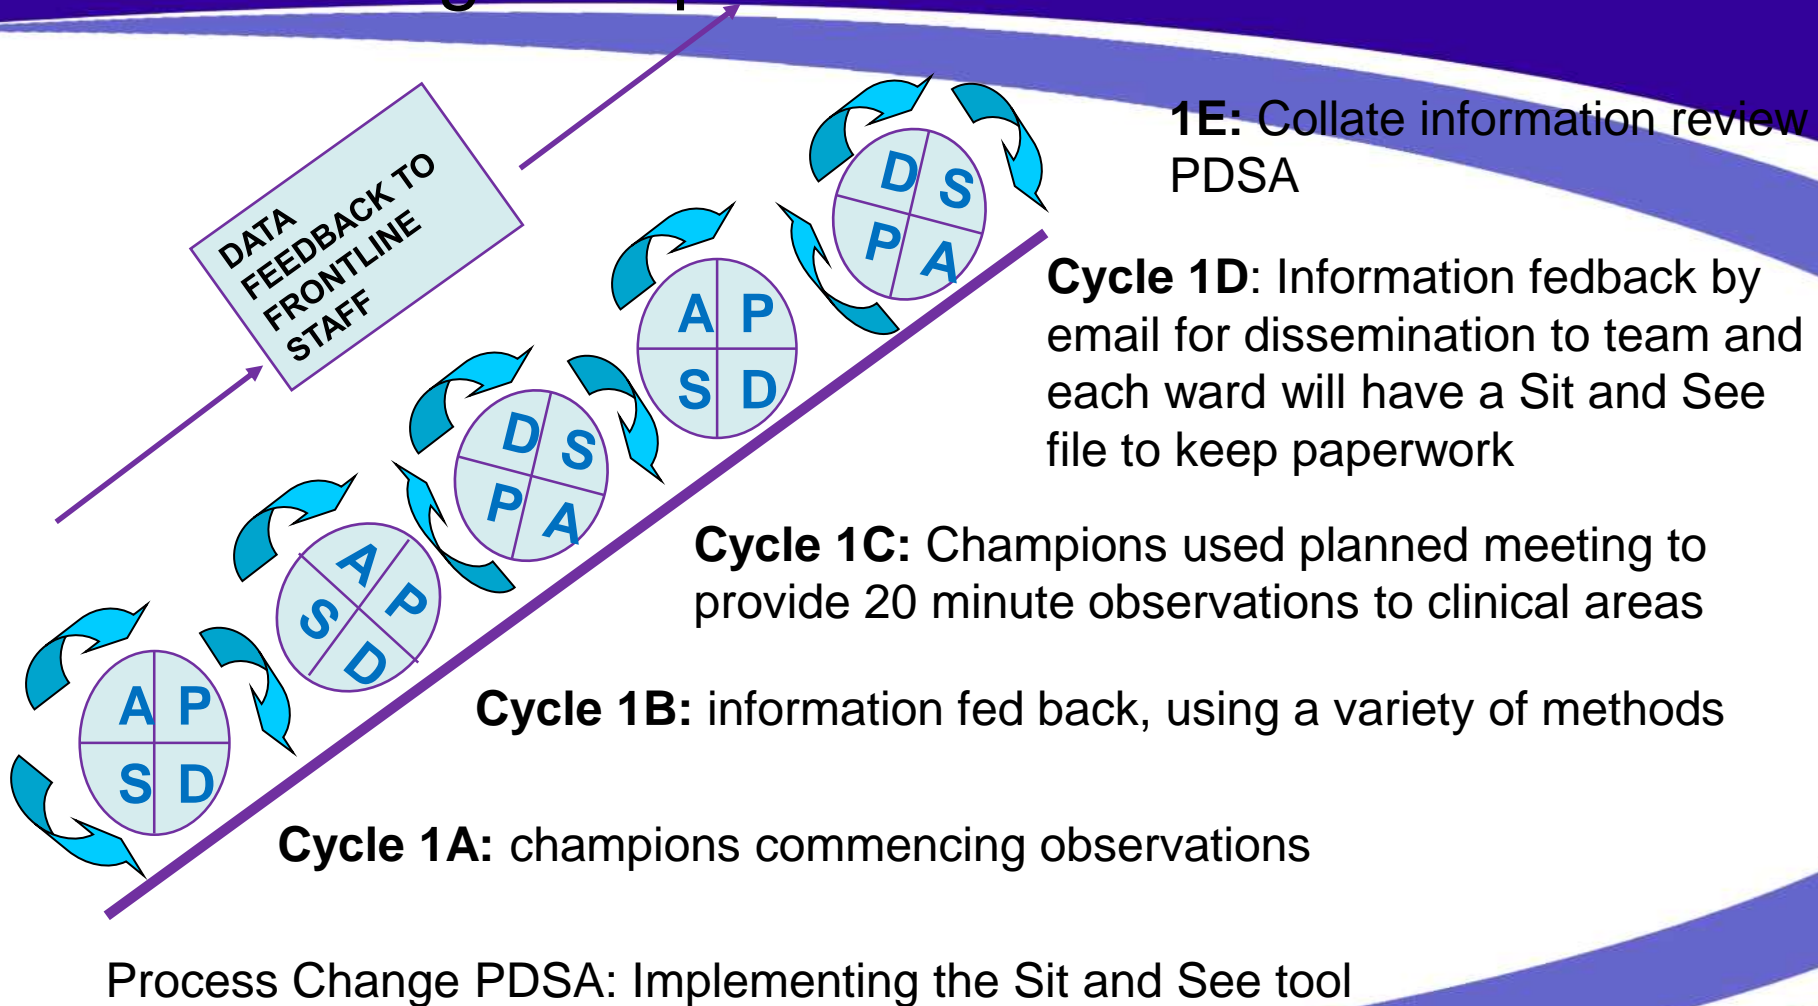 DATA
FEEDBACK TO
FRONTLINE
STAFF
D S
P A
1E: Collate information review
PDSA
A P
S D
Cycle 1D: Information fedback by
email for dissemination to team and
each ward will have a Sit and See
file to keep paperwork
D S
P A
Cycle 1C: Champions used planned meeting to
provide 20 minute observations to clinical areas
A P
S D
Cycle 1B: information fed back, using a variety of methods
A P
S D
Cycle 1A: champions commencing observations
Process Change PDSA: Implementing the Sit and See tool